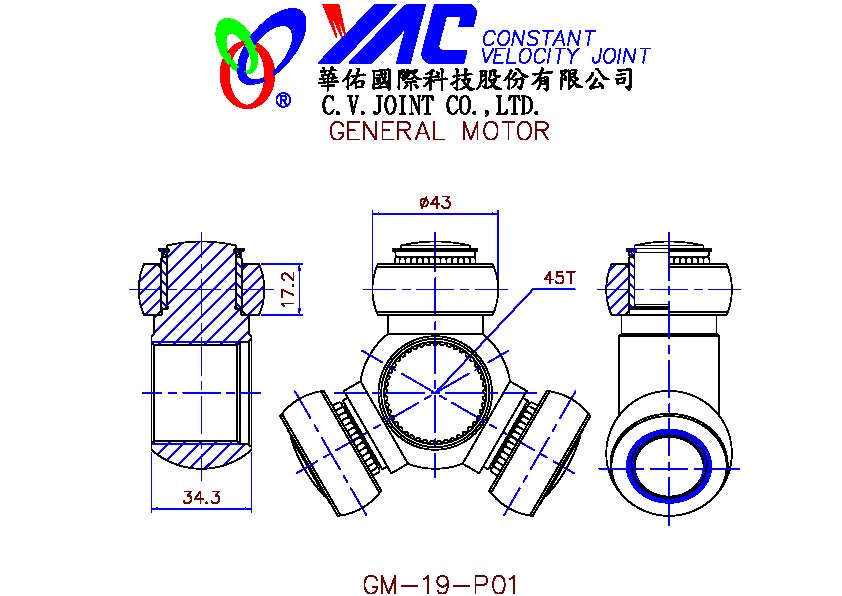 YAC CONSTANT
VELOCITY JOINT
®
華佑國際科技股份有限公司
C.V.JOINT CO.,LTD.
GENERAL MOTOR
ø43
45T
17.2
34.3
GM-19-P01